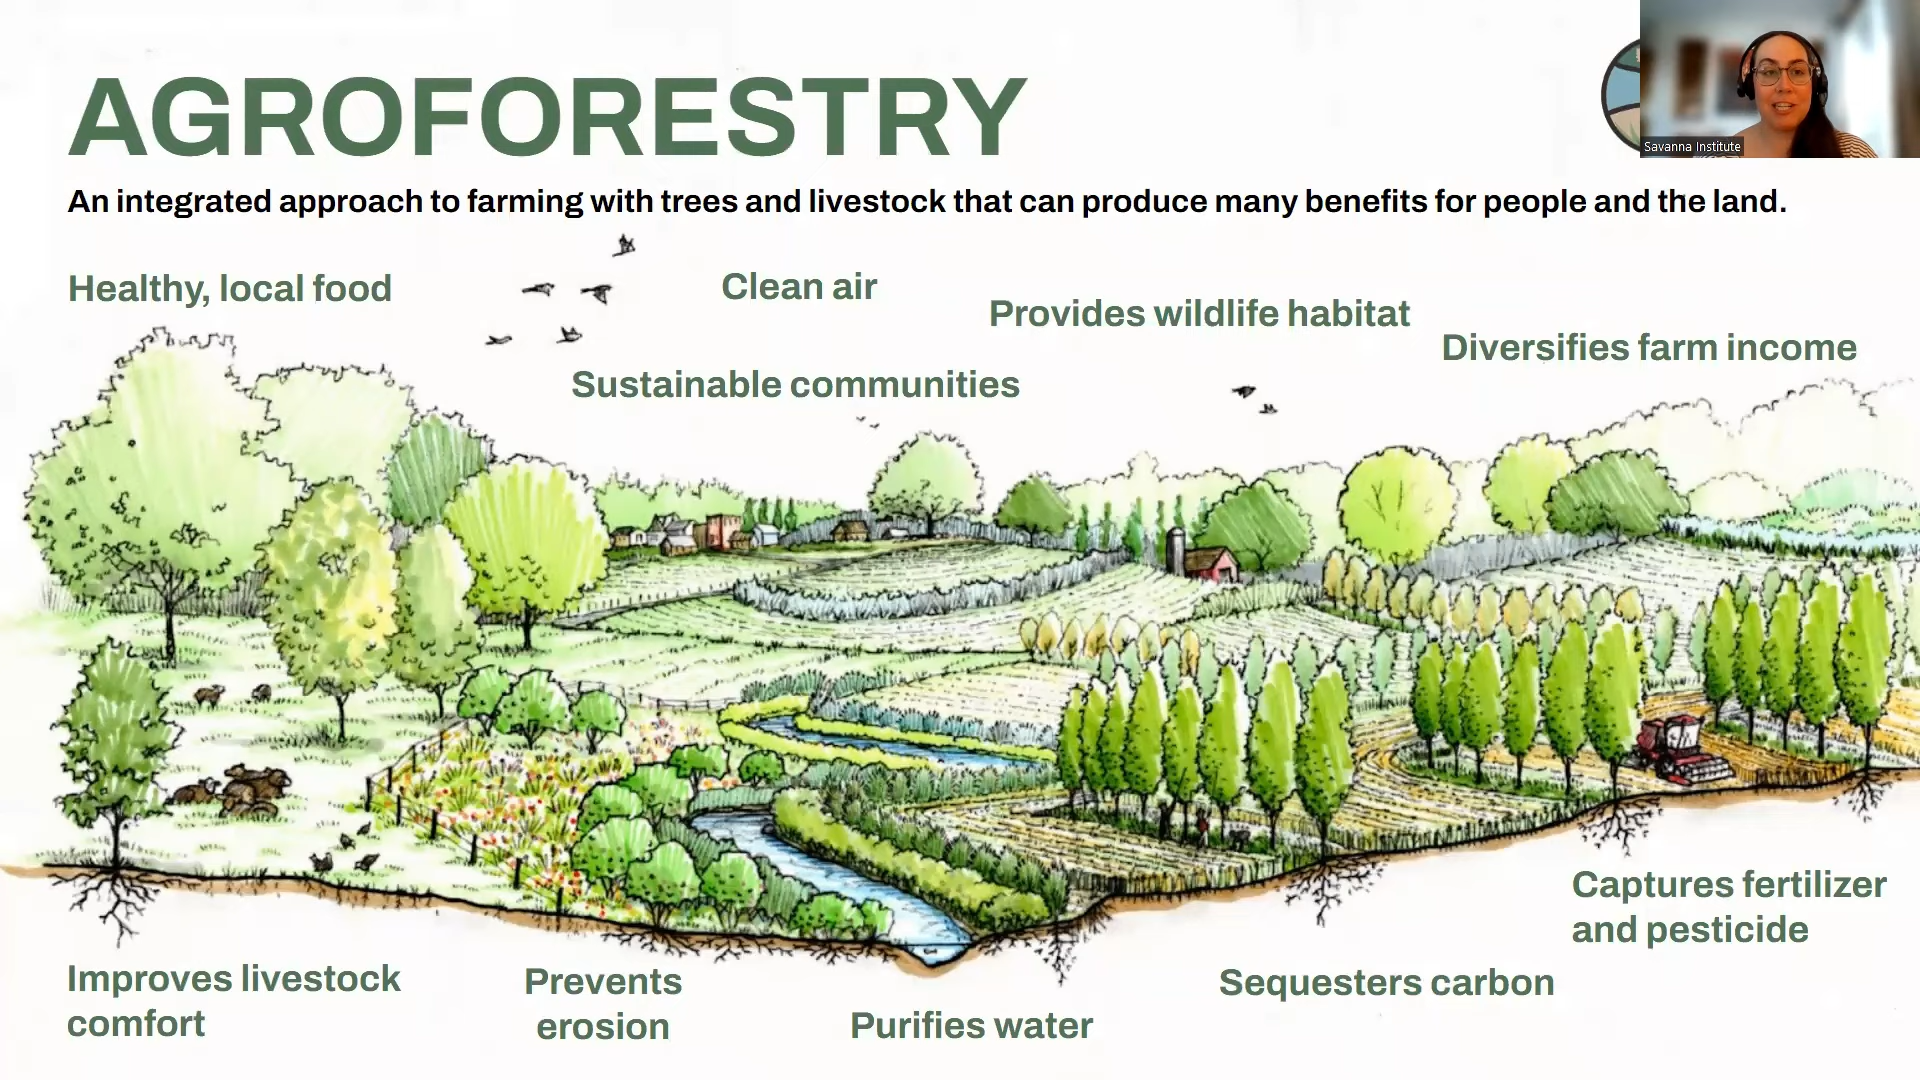 AGROFORESTRY
Savanna Institute
An integrated approach to farming with trees and livestock that can produce many benefits for people and the land.
Healthy, local food
Clean air
Provides wildlife habitat
Diversifies farm income
Sustainable communities
Captures fertilizer
and pesticide
Improves livestock
comfort
Prevents
erosion
Purifies water
Sequesters carbon